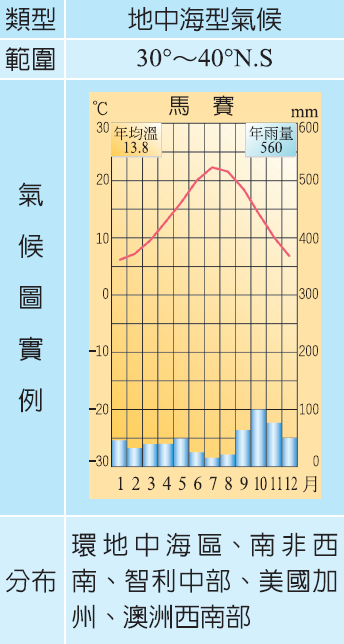 類型 地中海型氣候
範圍 30°～40°N.S
氣候圖實例
℃ 馬賽 mm
年均溫 13.8
年雨量 560
30 600
20 500
10 400
0 300
−10 200
−20 100
−30 0
1 2 3 4 5 6 7 8 9 10 11 12 月
分布
環地中海區、南非西
南、智利中部、美國加
州、澳洲西南部